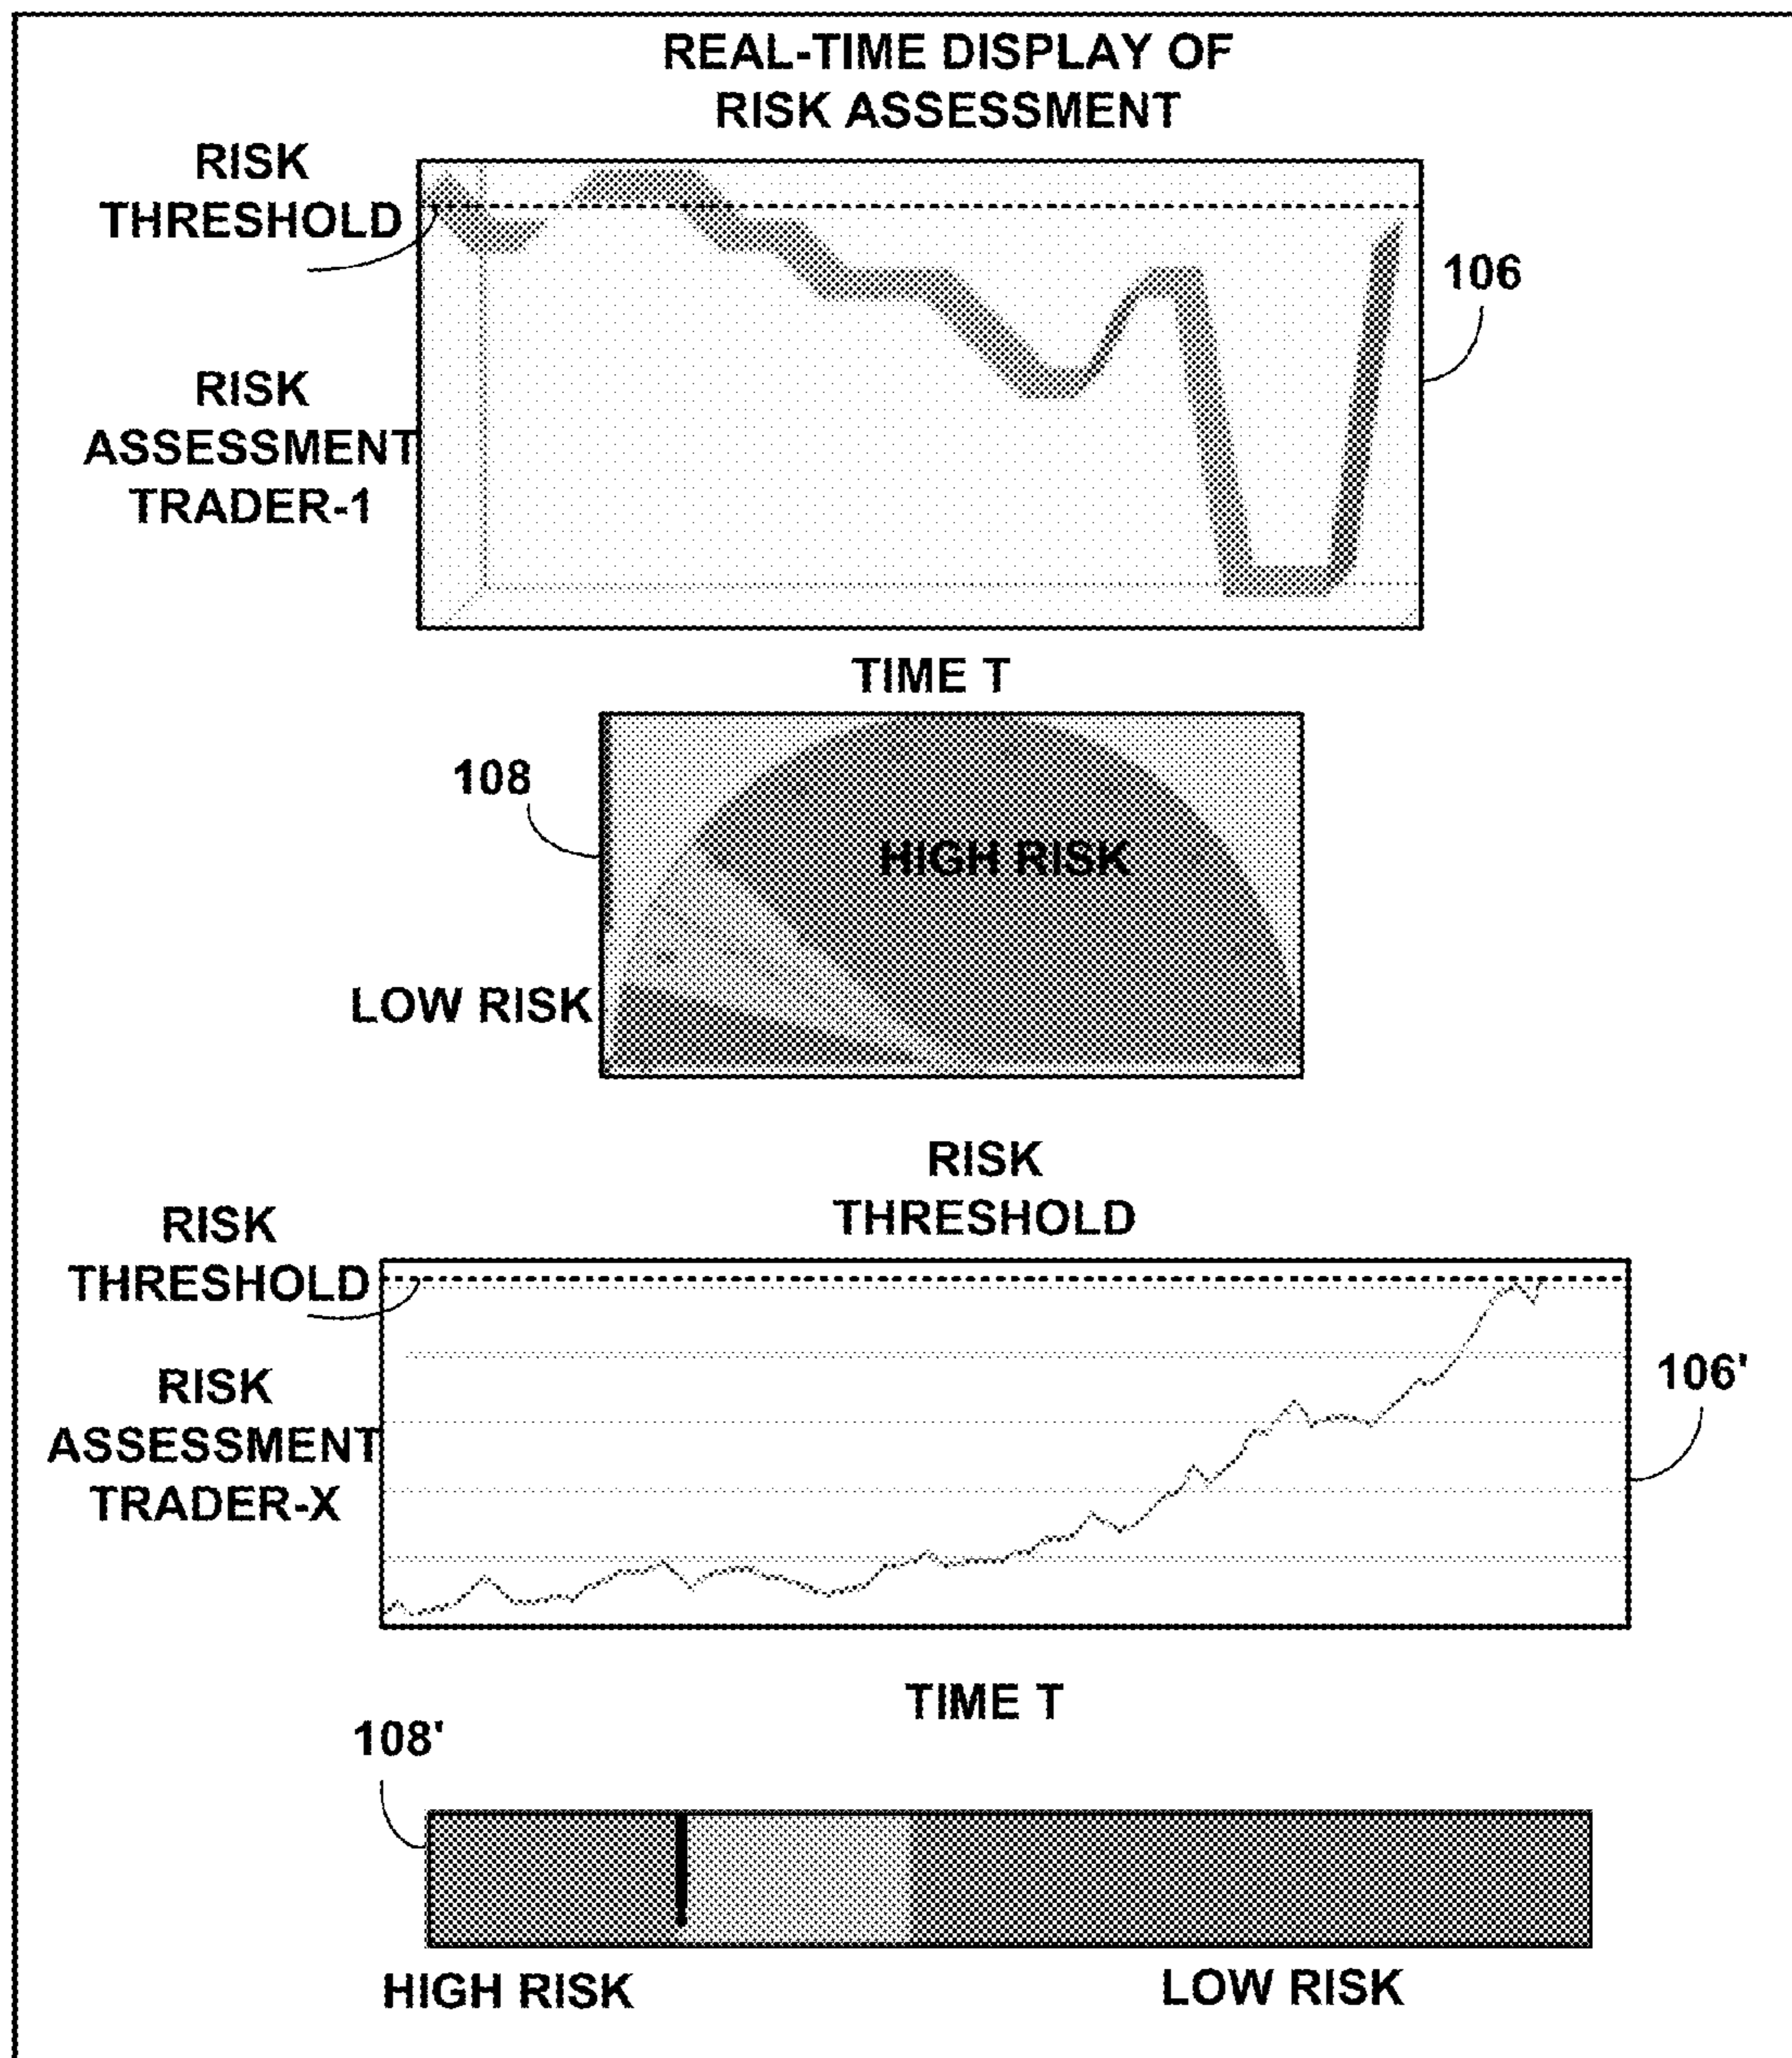 REAL-TIME DISPLAY OF
RISK ASSESSMENT
RISK
THRESHOLD
106
RISK
ASSESSMENT
TRADER-1
TIME T
108
HIGH RISK
LOW RISK
RISK
THRESHOLD
RISK
THRESHOLD
RISK
ASSESSMENT
TRADER-X
106'
TIME T
108'
HIGH RISK
LOW RISK